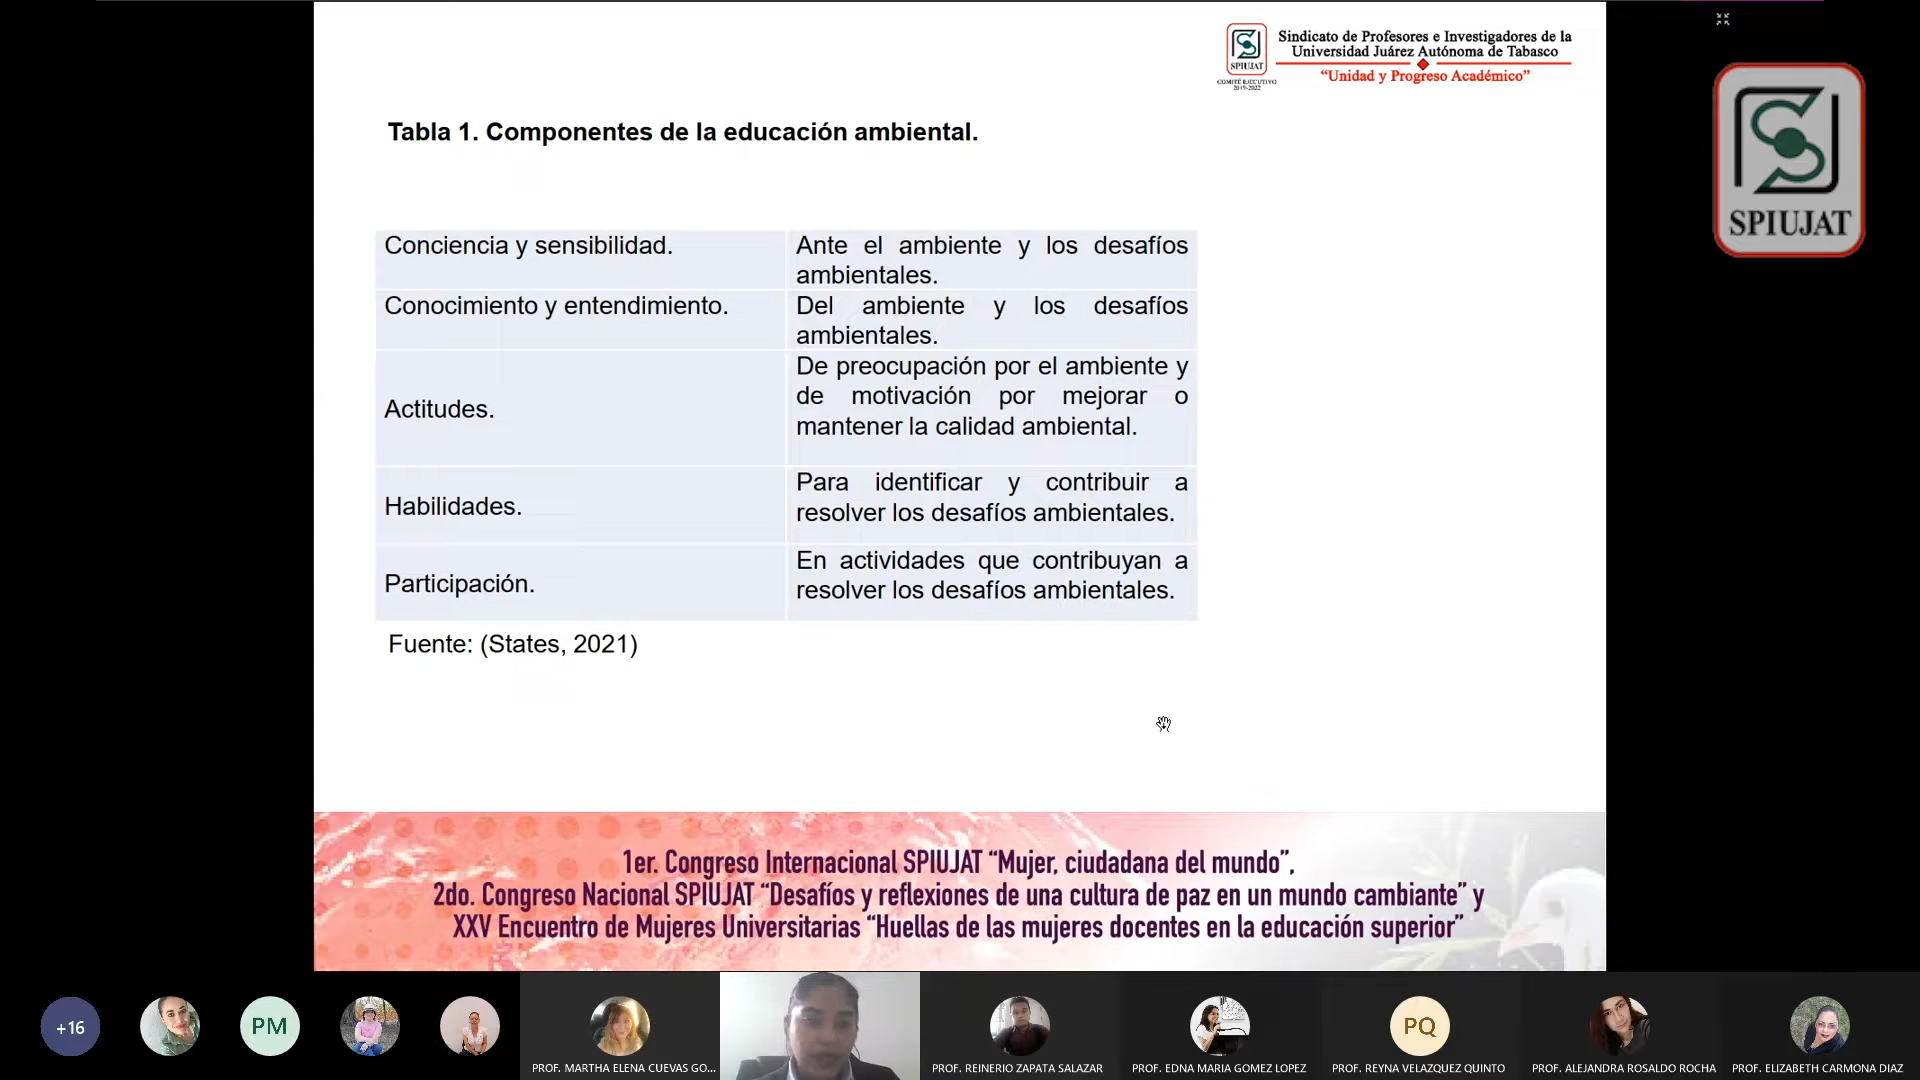 Sindicato de Profesores e Investigadores de la
Universidad Juárez Autónoma de Tabasco
“Unidad y Progreso Académico”
SPIUJAT
COMITÉ EJECUTIVO
2019-2022
SPIUJAT
Tabla 1. Componentes de la educación ambiental.
Conciencia y sensibilidad.
Ante el ambiente y los desafíos
ambientales.
Conocimiento y entendimiento.
Del ambiente y los desafíos
ambientales.
Actitudes.
De preocupación por el ambiente y
de motivación por mejorar o
mantener la calidad ambiental.
Habilidades.
Para identificar y contribuir a
resolver los desafíos ambientales.
Participación.
En actividades que contribuyan a
resolver los desafíos ambientales.
Fuente: (States, 2021)
1er. Congreso Internacional SPIUJAT “Mujer, ciudadana del mundo”,
2do. Congreso Nacional SPIUJAT “Desafíos y reflexiones de una cultura de paz en un mundo cambiante” y
XXV Encuentro de Mujeres Universitarias “Huellas de las mujeres docentes en la educación superior”
+16
PM
PQ
PROF. MARTHA ELENA CUEVAS GO...
PROF. REINERIO ZAPATA SALAZAR
PROF. EDNA MARIA GOMEZ LOPEZ
PROF. REYNA VELAZQUEZ QUINTO
PROF. ALEJANDRA ROSALDO ROCHA
PROF. ELIZABETH CARMONA DIAZ